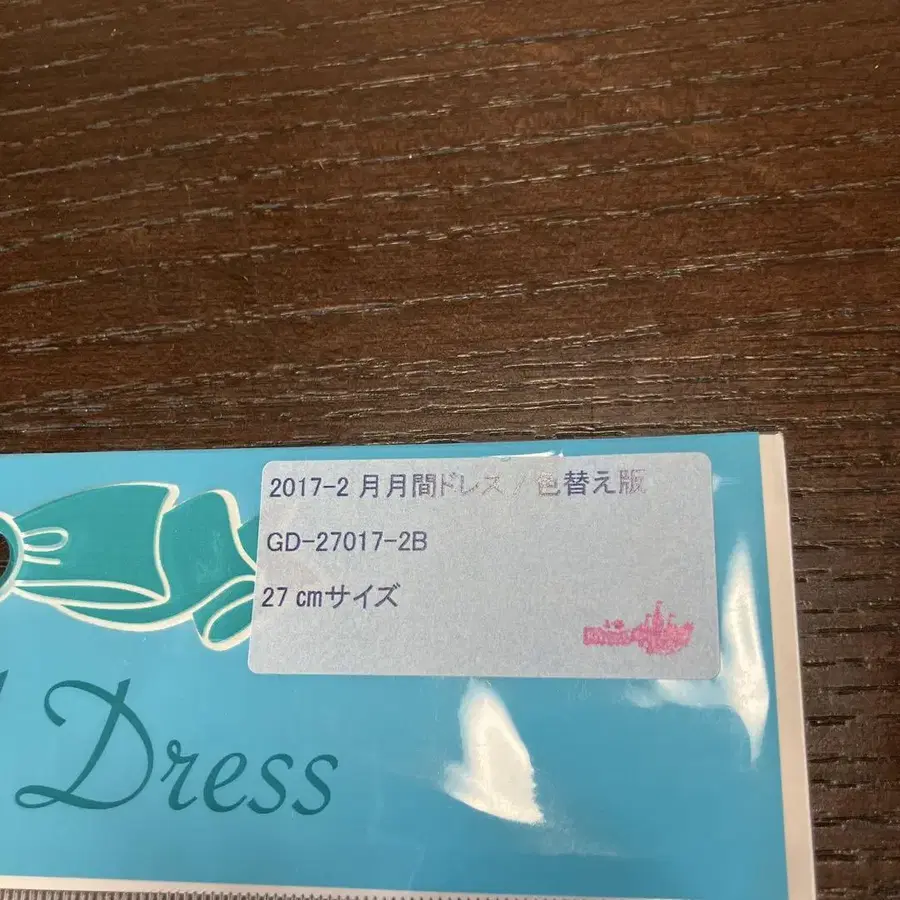 2017-2 月月間ドレス / 色替え版
GD-27017-2B
27 cmサイズ
Dress